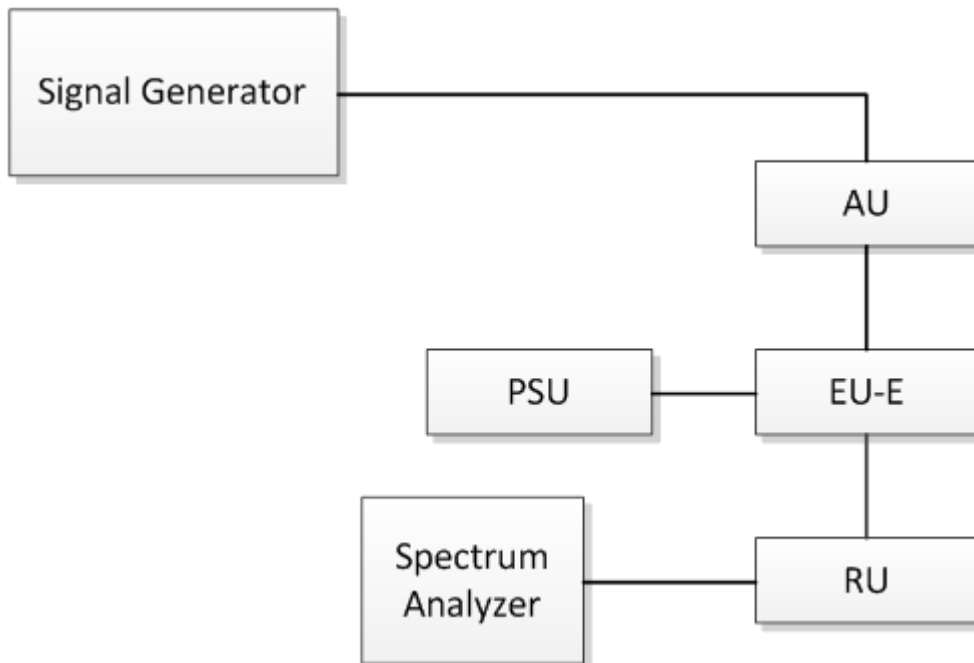 Signal Generator
AU
PSU
EU-E
Spectrum
Analyzer
RU